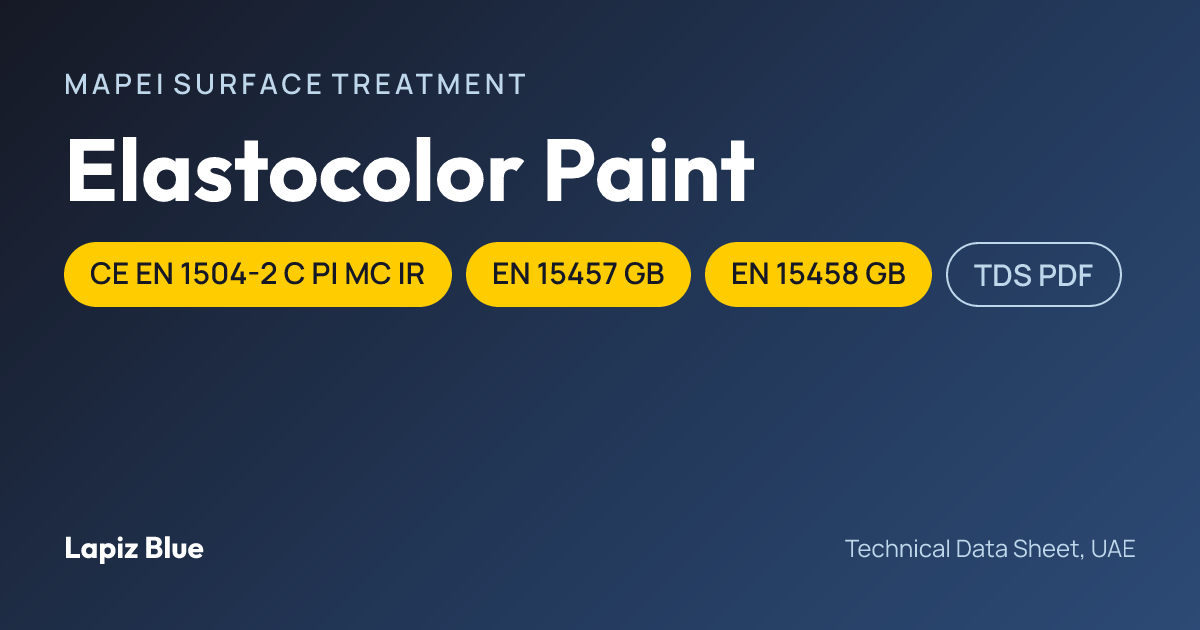 MAPEI SURFACE TREATMENT
Elastocolor Paint
CE EN 1504-2 C PI MC IR EN 15457 GB EN 15458 GB TDS PDF
Lapiz Blue Technical Data Sheet, UAE